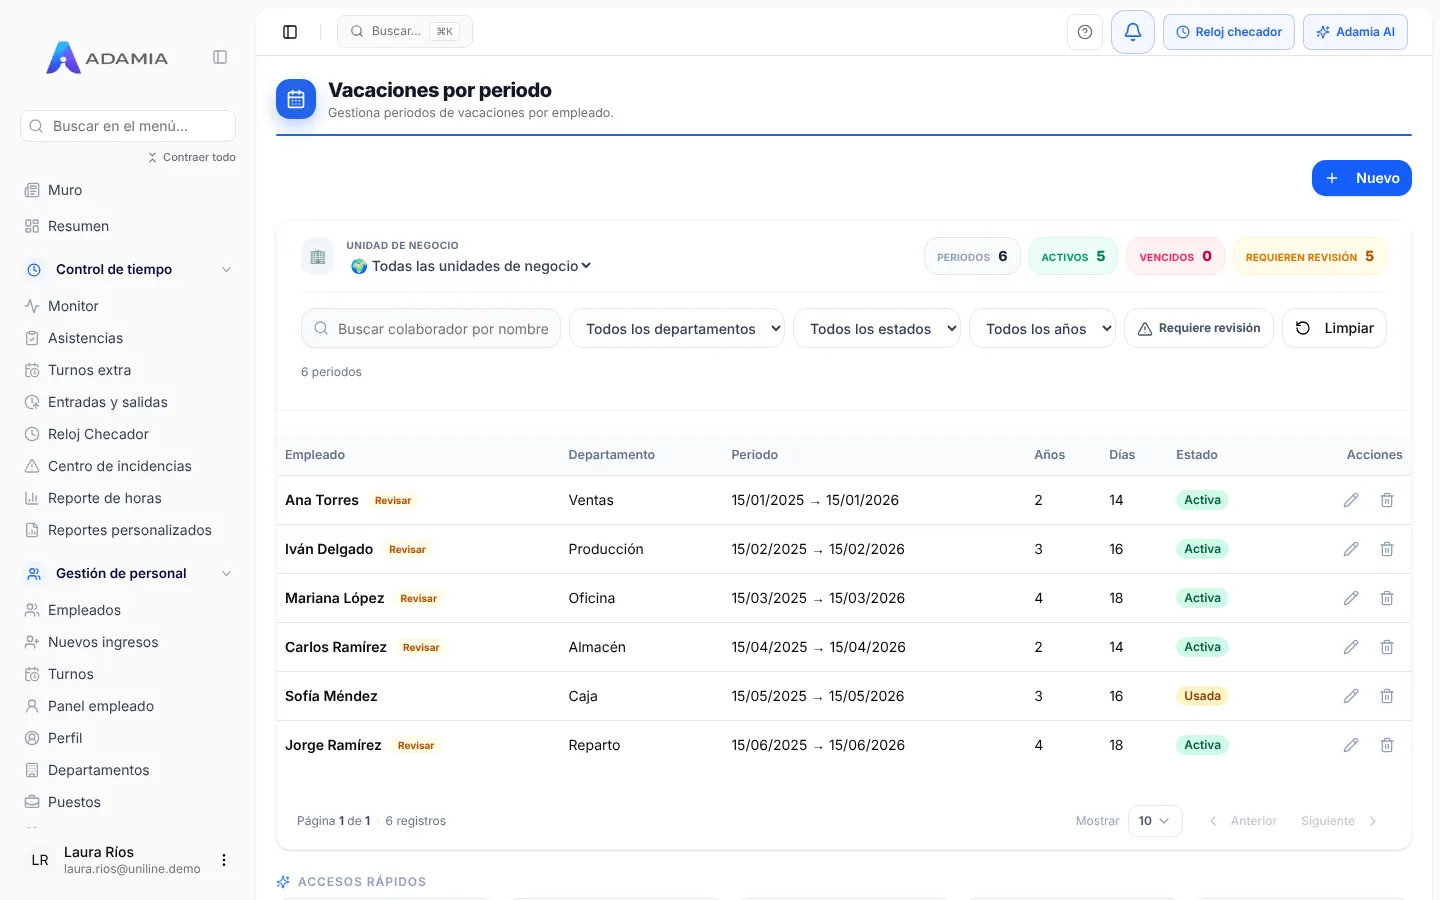 ADAMIA
Buscar en el menú...
Contraer todo
Muro
Resumen
Control de tiempo
Monitor
Asistencias
Turnos extra
Entradas y salidas
Reloj Checador
Centro de incidencias
Reporte de horas
Reportes personalizados
Gestión de personal
Empleados
Nuevos ingresos
Turnos
Panel empleado
Perfil
Departamentos
Puestos
LR
Laura Ríos
laura.rios@uniline.demo
Buscar... ⌘K
Reloj checador
Adamia AI
Vacaciones por periodo
Gestiona periodos de vacaciones por empleado.
+ Nuevo
UNIDAD DE NEGOCIO
Todas las unidades de negocio
PERIODOS 6
ACTIVOS 5
VENCIDOS 0
REQUIEREN REVISIÓN 5
Buscar colaborador por nombre
Todos los departamentos
Todos los estados
Todos los años
Requiere revisión
Limpiar
6 periodos
Empleado Departamento Periodo Años Días Estado Acciones
Ana Torres Revisar Ventas 15/01/2025 → 15/01/2026 2 14 Activa
Iván Delgado Revisar Producción 15/02/2025 → 15/02/2026 3 16 Activa
Mariana López Revisar Oficina 15/03/2025 → 15/03/2026 4 18 Activa
Carlos Ramírez Revisar Almacén 15/04/2025 → 15/04/2026 2 14 Activa
Sofía Méndez Caja 15/05/2025 → 15/05/2026 3 16 Usada
Jorge Ramírez Revisar Reparto 15/06/2025 → 15/06/2026 4 18 Activa
Página 1 de 1 · 6 registros
Mostrar 10
Anterior
Siguiente
ACCESOS RÁPIDOS